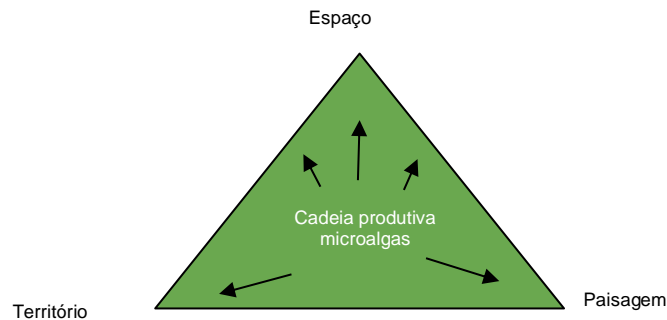 Espaço
Cadeia produtiva
microalgas
Território
Paisagem